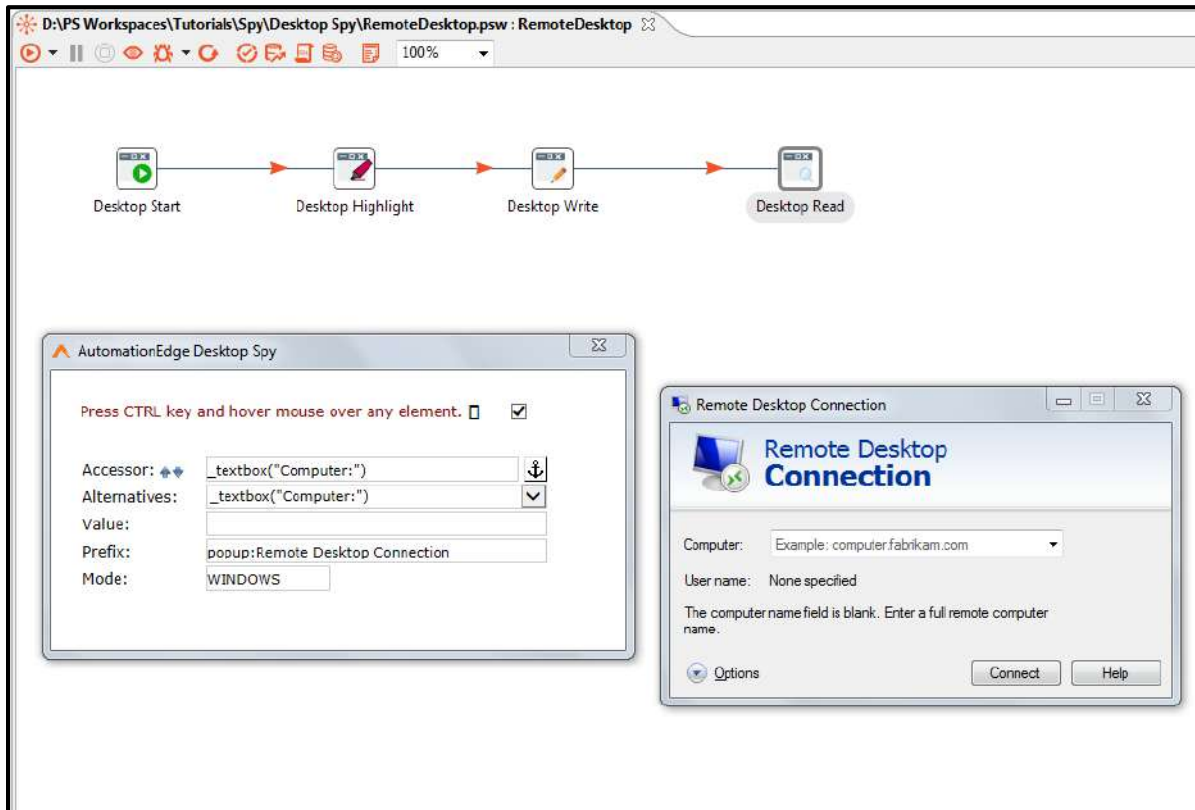 D:\PS Workspaces\Tutorials\Spy\Desktop Spy\RemoteDesktop.psw : RemoteDesktop
100%
Desktop Start
Desktop Highlight
Desktop Write
Desktop Read
AutomationEdge Desktop Spy
Press CTRL key and hover mouse over any element.
Accessor: _textbox("Computer:")
Alternatives: _textbox("Computer:")
Value:
Prefix: popup:Remote Desktop Connection
Mode: WINDOWS
Remote Desktop Connection
Remote Desktop
Connection
Computer: Example: computer.fabrikam.com
User name: None specified
The computer name field is blank. Enter a full remote computer
name.
Options Connect Help